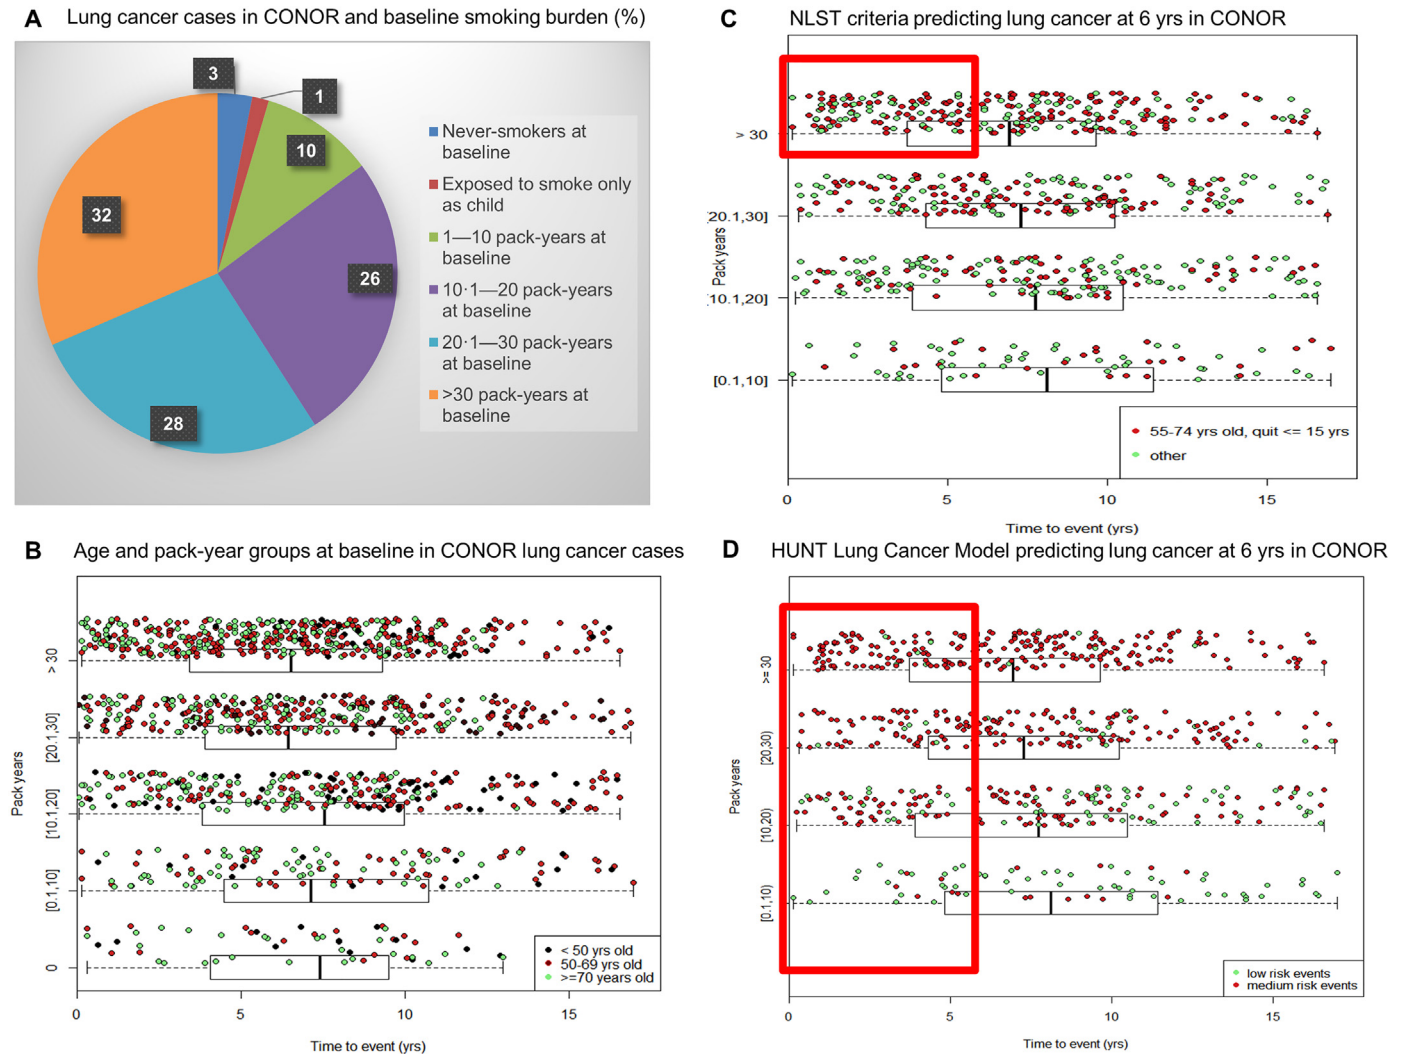 A Lung cancer cases in CONOR and baseline smoking burden (%)
3
1
10
26
28
32
Never-smokers at
baseline
Exposed to smoke only
as child
1—10 pack-years at
baseline
10·1—20 pack-years
at baseline
20·1—30 pack-years
at baseline
>30 pack-years at
baseline
C NLST criteria predicting lung cancer at 6 yrs in CONOR
Pack years
> 30
[20.1,30]
10.1,20]
[0.1,10]
55-74 yrs old, quit <= 15 yrs
other
0 5 10 15
Time to event (yrs)
B Age and pack-year groups at baseline in CONOR lung cancer cases
Pack years
> 30
[20.1,30]
[10.1,20]
[0.1,10]
0
< 50 yrs old
50-69 yrs old
>=70 years old
0 5 10 15
Time to event (yrs)
D HUNT Lung Cancer Model predicting lung cancer at 6 yrs in CONOR
Pack years
>= 30
[20,30)
[10,20)
[0.1,10)
low risk events
medium risk events
0 5 10 15
Time to event (yrs)